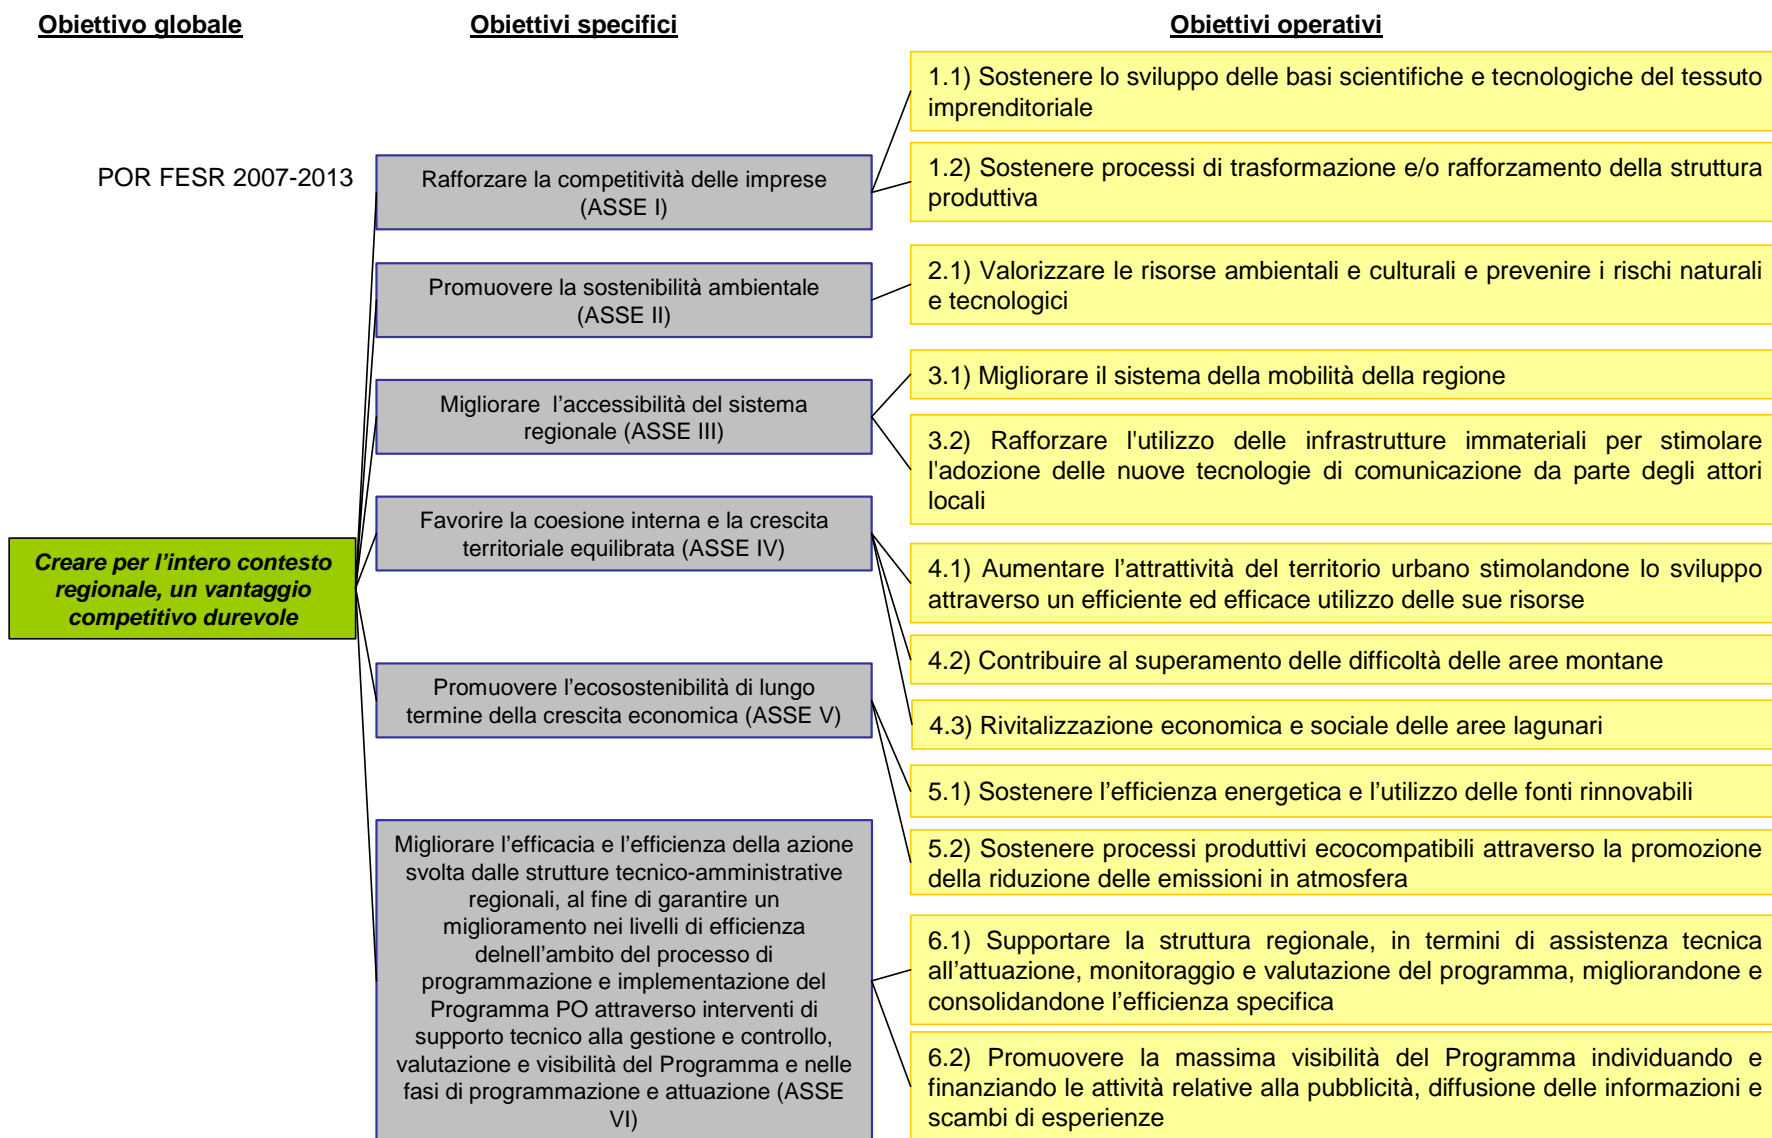 Obiettivo globale
Obiettivi specifici
Obiettivi operativi
POR FESR 2007-2013
Creare per l’intero contesto
regionale, un vantaggio
competitivo durevole
Rafforzare la competitività delle imprese
(ASSE I)
Promuovere la sostenibilità ambientale
(ASSE II)
Migliorare  l’accessibilità del sistema
regionale (ASSE III)
Favorire la coesione interna e la crescita
territoriale equilibrata (ASSE IV)
Promuovere l’ecosostenibilità di lungo
termine della crescita economica (ASSE V)
Migliorare l’efficacia e l’efficienza della azione
svolta dalle strutture tecnico-amministrative
regionali, al fine di garantire un
miglioramento nei livelli di efficienza
delnell’ambito del processo di
programmazione e implementazione del
Programma PO attraverso interventi di
supporto tecnico alla gestione e controllo,
valutazione e visibilità del Programma e nelle
fasi di programmazione e attuazione (ASSE
VI)
1.1) Sostenere lo sviluppo delle basi scientifiche e tecnologiche del tessuto
imprenditoriale
1.2) Sostenere processi di trasformazione e/o rafforzamento della struttura
produttiva
2.1) Valorizzare le risorse ambientali e culturali e prevenire i rischi naturali
e tecnologici
3.1) Migliorare il sistema della mobilità della regione
3.2) Rafforzare l'utilizzo delle infrastrutture immateriali per stimolare
l'adozione delle nuove tecnologie di comunicazione da parte degli attori
locali
4.1) Aumentare l’attrattività del territorio urbano stimolandone lo sviluppo
attraverso un efficiente ed efficace utilizzo delle sue risorse
4.2) Contribuire al superamento delle difficoltà delle aree montane
4.3) Rivitalizzazione economica e sociale delle aree lagunari
5.1) Sostenere l’efficienza energetica e l’utilizzo delle fonti rinnovabili
5.2) Sostenere processi produttivi ecocompatibili attraverso la promozione
della riduzione delle emissioni in atmosfera
6.1) Supportare la struttura regionale, in termini di assistenza tecnica
all’attuazione, monitoraggio e valutazione del programma, migliorandone e
consolidandone l’efficienza specifica
6.2) Promuovere la massima visibilità del Programma individuando e
finanziando le attività relative alla pubblicità, diffusione delle informazioni e
scambi di esperienze